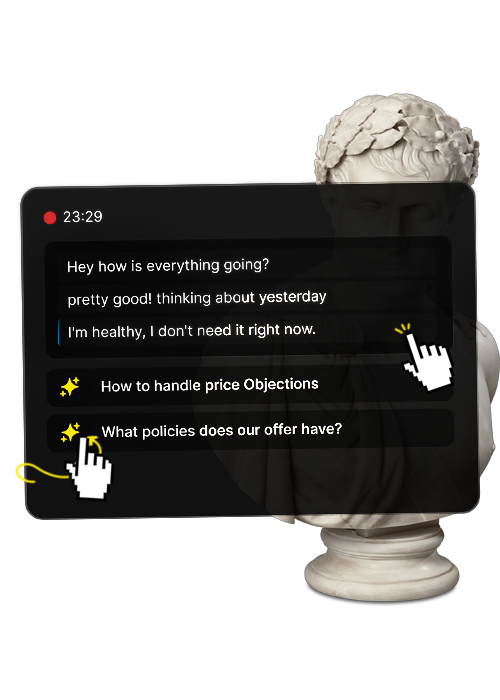 23:29
Hey how is everything going?
pretty good! thinking about yesterday
I'm healthy, I don't need it right now.
How to handle price Objections
What policies does our offer have?